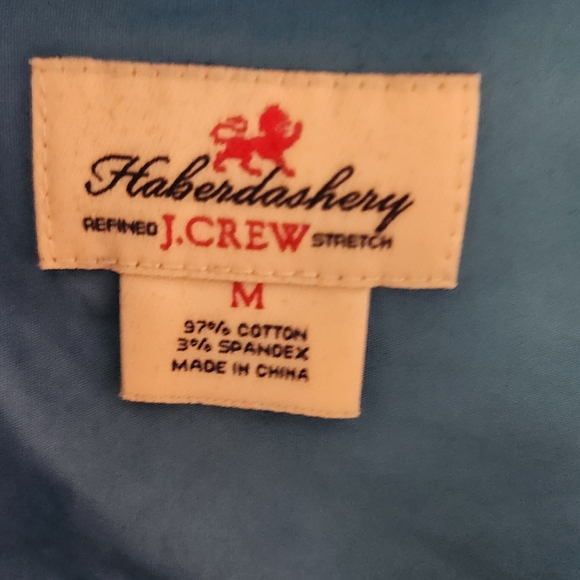 Haberdashery
REFINED J.CREW STRETCH
M
97% COTTON
3% SPANDEX
MADE IN CHINA